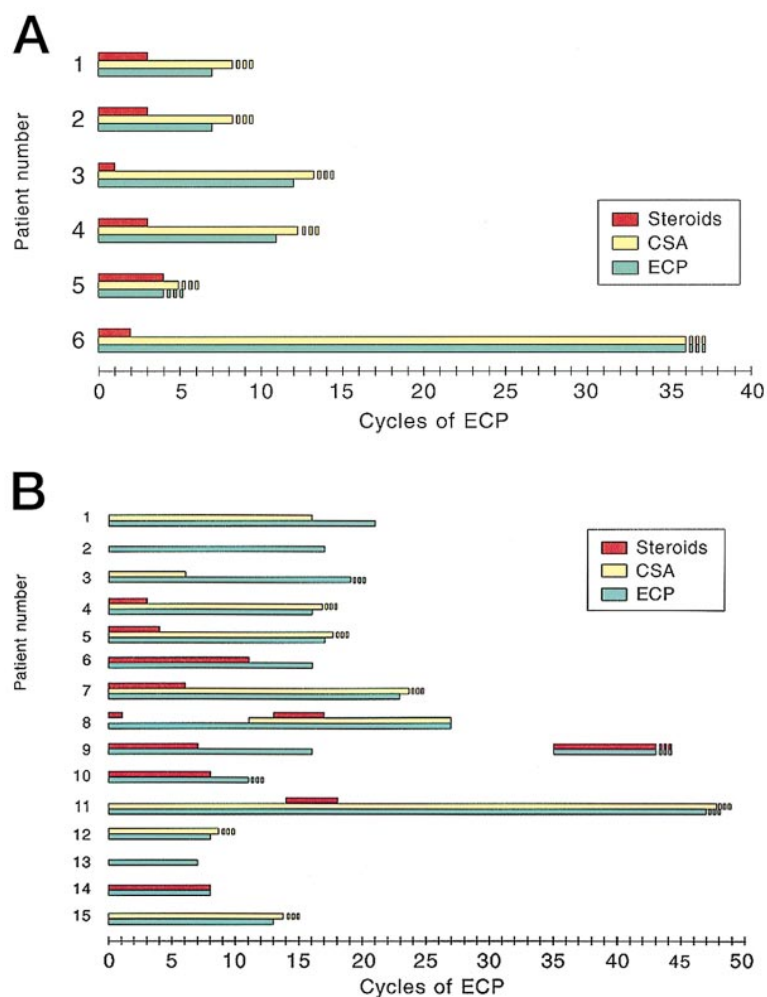 A
Patient number
1
2
3
4
5
6
Steroids
CSA
ECP
0 5 10 15 20 25 30 35 40
Cycles of ECP
B
Patient number
1
2
3
4
5
6
7
8
9
10
11
12
13
14
15
Steroids
CSA
ECP
0 5 10 15 20 25 30 35 40 45 50
Cycles of ECP